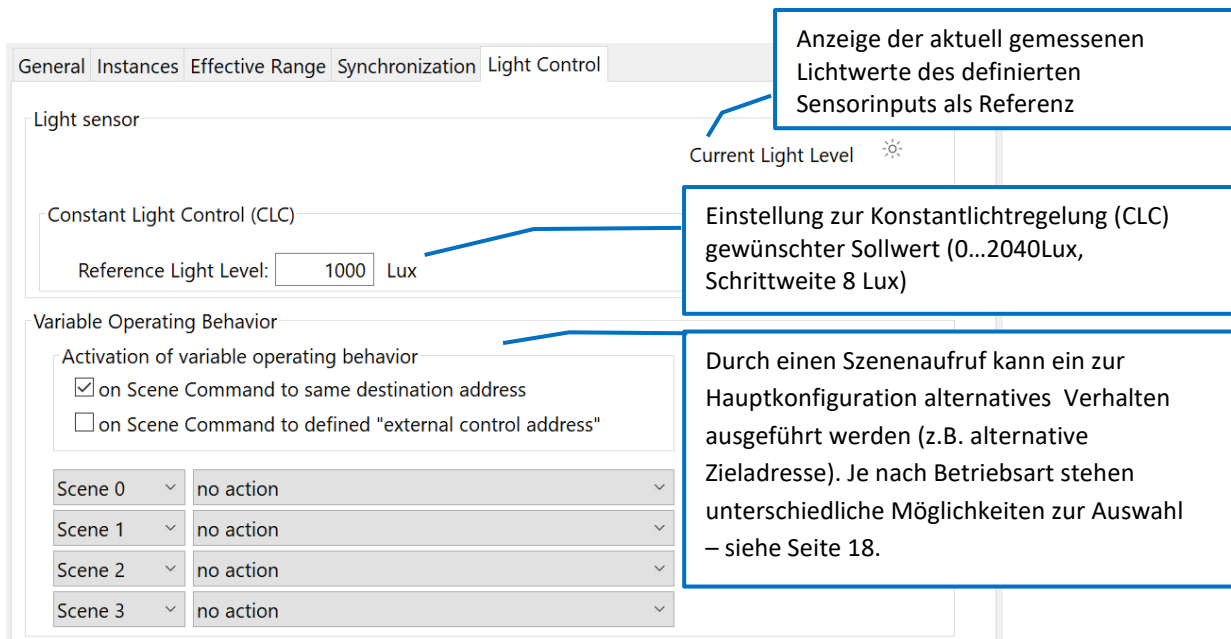 Anzeige der aktuell gemessenen
Lichtwerte des definierten
Sensorinputs als Referenz
General Instances Effective Range Synchronization Light Control
Light sensor
Current Light Level
Constant Light Control (CLC)
Reference Light Level: 1000 Lux
Einstellung zur Konstantlichtregelung (CLC)
gewünschter Sollwert (0...2040Lux,
Schrittweite 8 Lux)
Variable Operating Behavior
Activation of variable operating behavior
on Scene Command to same destination address
on Scene Command to defined "external control address"
Scene 0 no action
Scene 1 no action
Scene 2 no action
Scene 3 no action
Durch einen Szenenaufruf kann ein zur
Hauptkonfiguration alternatives Verhalten
ausgeführt werden (z.B. alternative
Zieladresse). Je nach Betriebsart stehen
unterschiedliche Möglichkeiten zur Auswahl
– siehe Seite 18.